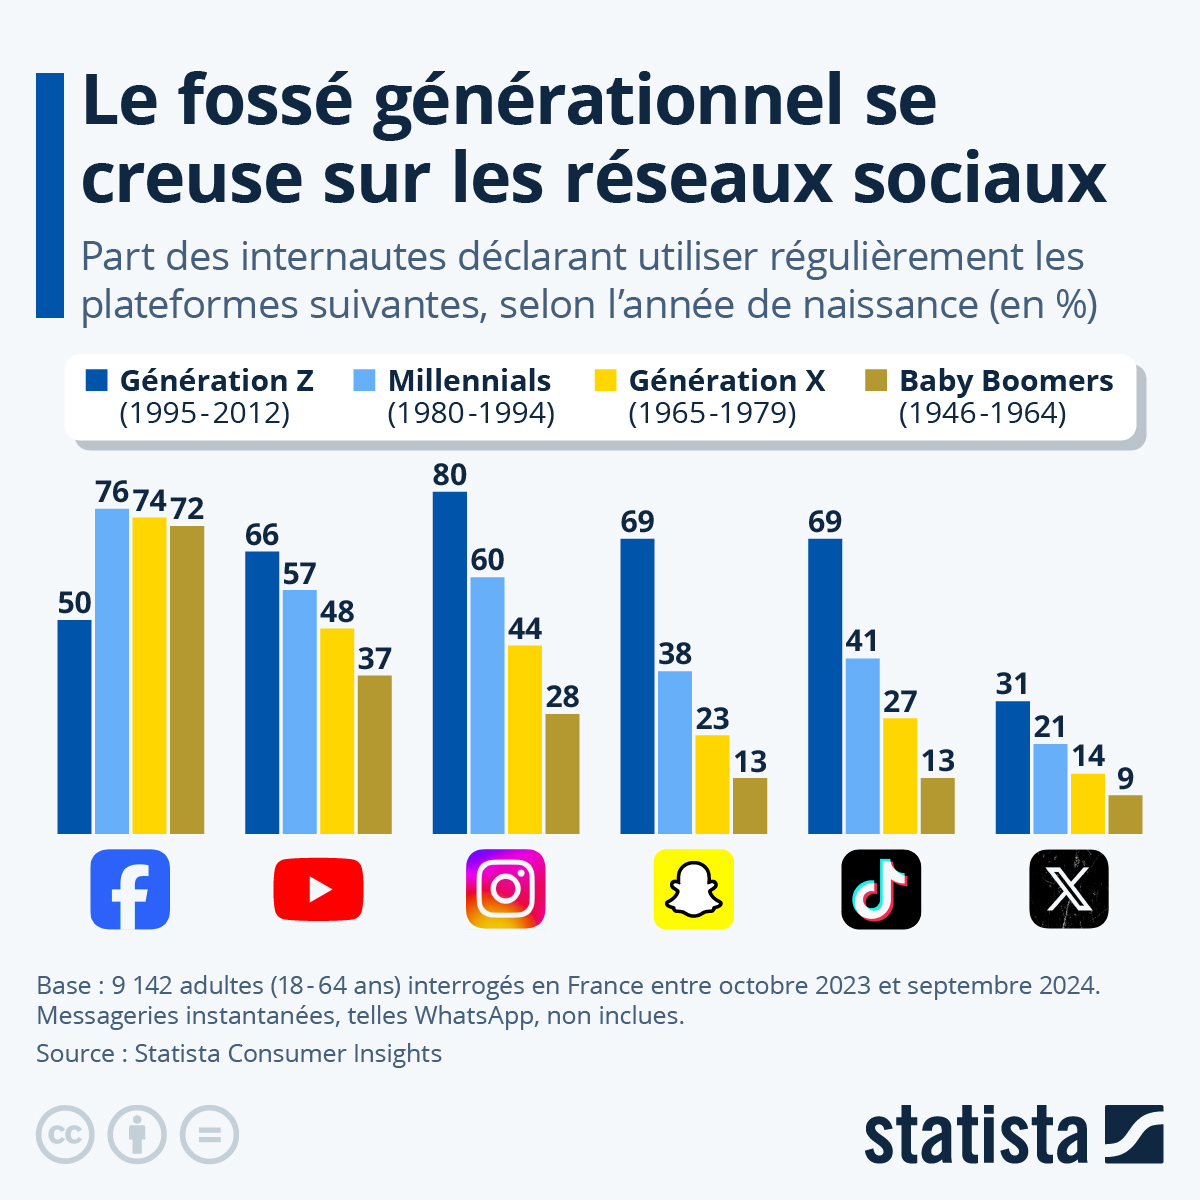 Le fossé générationnel se
creuse sur les réseaux sociaux
Part des internautes déclarant utiliser régulièrement les
plateformes suivantes, selon l’année de naissance (en %)
Génération Z
(1995-2012)
Millennials
(1980-1994)
Génération X
(1965-1979)
Baby Boomers
(1946-1964)
50 76 74 72
66 57 48 37
80 60 44 28
69 38 23 13
69 41 27 13
31 21 14 9
Base : 9 142 adultes (18-64 ans) interrogés en France entre octobre 2023 et septembre 2024.
Messageries instantanées, telles WhatsApp, non inclues.
Source : Statista Consumer Insights
cc
statista